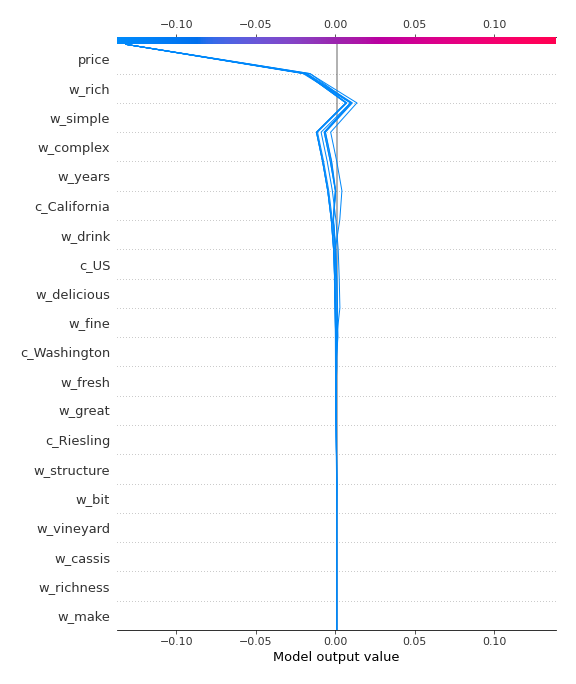 −0.10 −0.05 0.00 0.05 0.10
price
w_rich
w_simple
w_complex
w_years
c_California
w_drink
c_US
w_delicious
w_fine
c_Washington
w_fresh
w_great
c_Riesling
w_structure
w_bit
w_vineyard
w_cassis
w_richness
w_make
−0.10 −0.05 0.00 0.05 0.10
Model output value